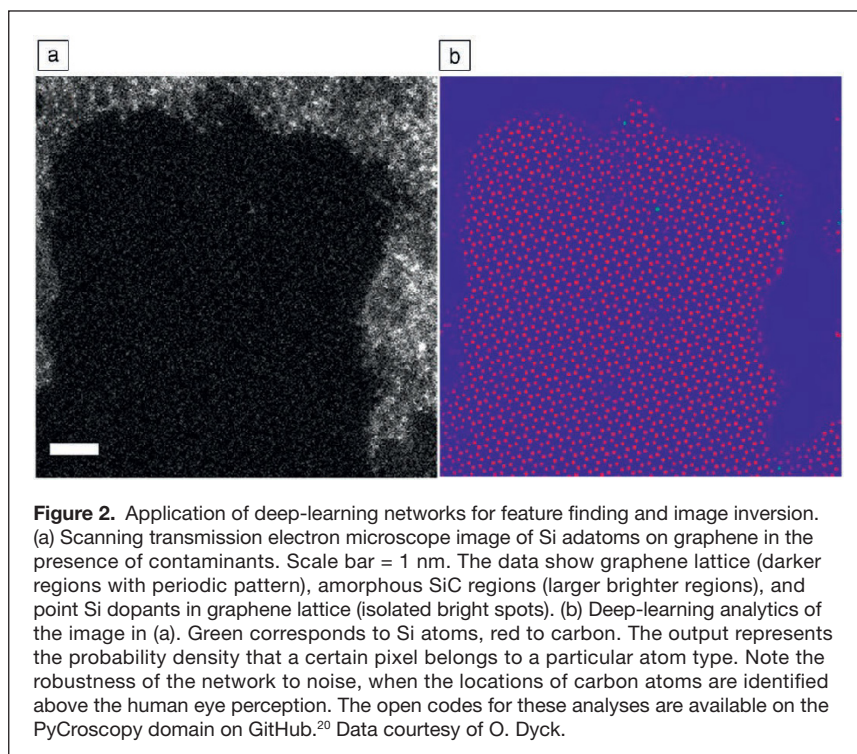 a
b
Figure 2. Application of deep-learning networks for feature finding and image inversion.
(a) Scanning transmission electron microscope image of Si adatoms on graphene in the
presence of contaminants. Scale bar = 1 nm. The data show graphene lattice (darker
regions with periodic pattern), amorphous SiC regions (larger brighter regions), and
point Si dopants in graphene lattice (isolated bright spots). (b) Deep-learning analytics of
the image in (a). Green corresponds to Si atoms, red to carbon. The output represents
the probability density that a certain pixel belongs to a particular atom type. Note the
robustness of the network to noise, when the locations of carbon atoms are identified
above the human eye perception. The open codes for these analyses are available on the
PyCroscopy domain on GitHub.20 Data courtesy of O. Dyck.